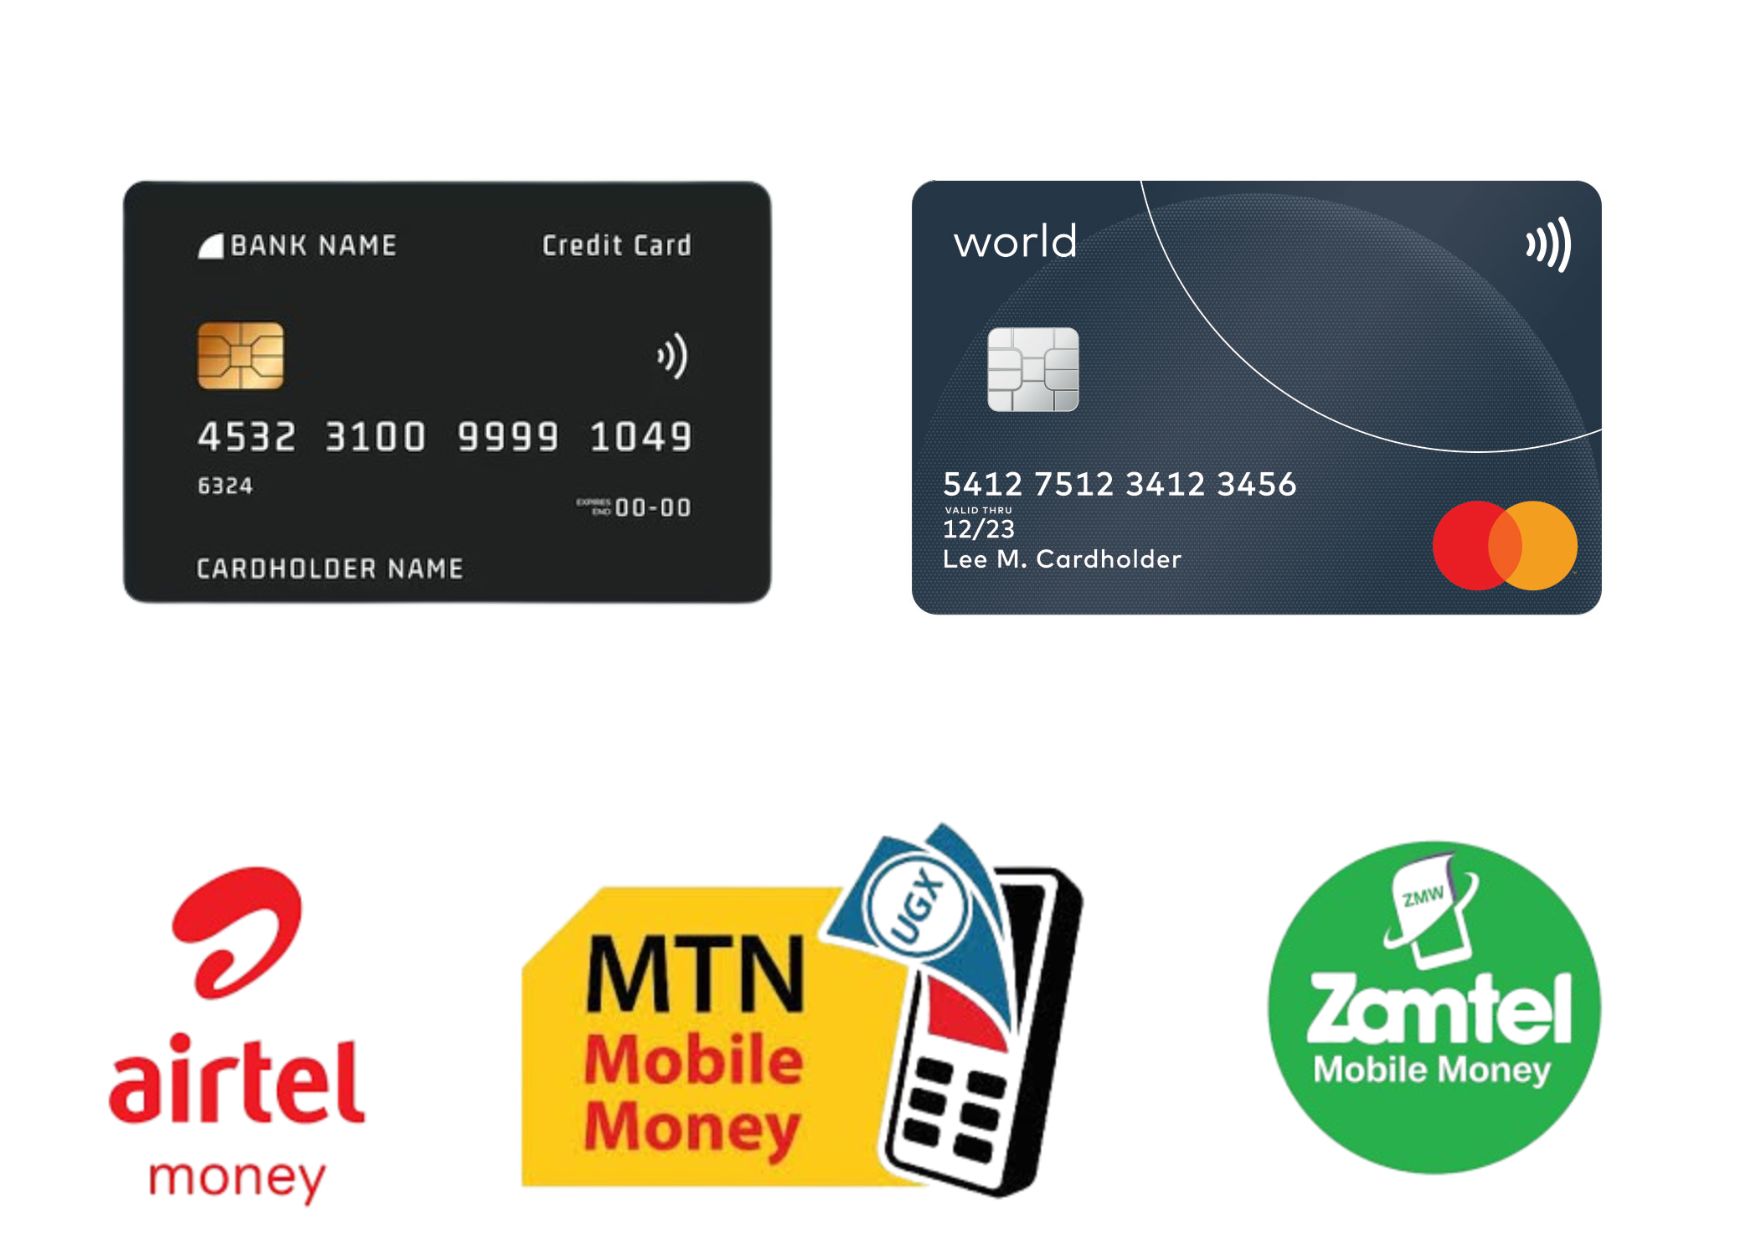 BANK NAME
Credit Card
4532 3100 9999 1049
6324
EXPIRES
END
00-00
CARDHOLDER NAME
world
5412 7512 3412 3456
VALID THRU
12/23
Lee M. Cardholder
airtel
money
UGX
MTN
Mobile
Money
ZMW
Zamtel
Mobile Money